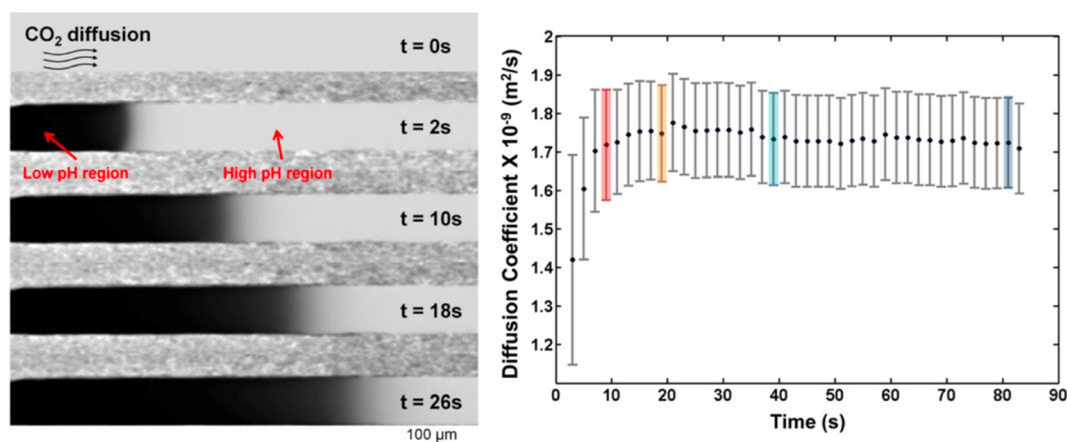 CO₂ diffusion
t = 0s
t = 2s
Low pH region
High pH region
t = 10s
t = 18s
t = 26s
100 µm
Diffusion Coefficient X 10⁻⁹ (m²/s)
2
1.9
1.8
1.7
1.6
1.5
1.4
1.3
1.2
0 10 20 30 40 50 60 70 80 90
Time (s)